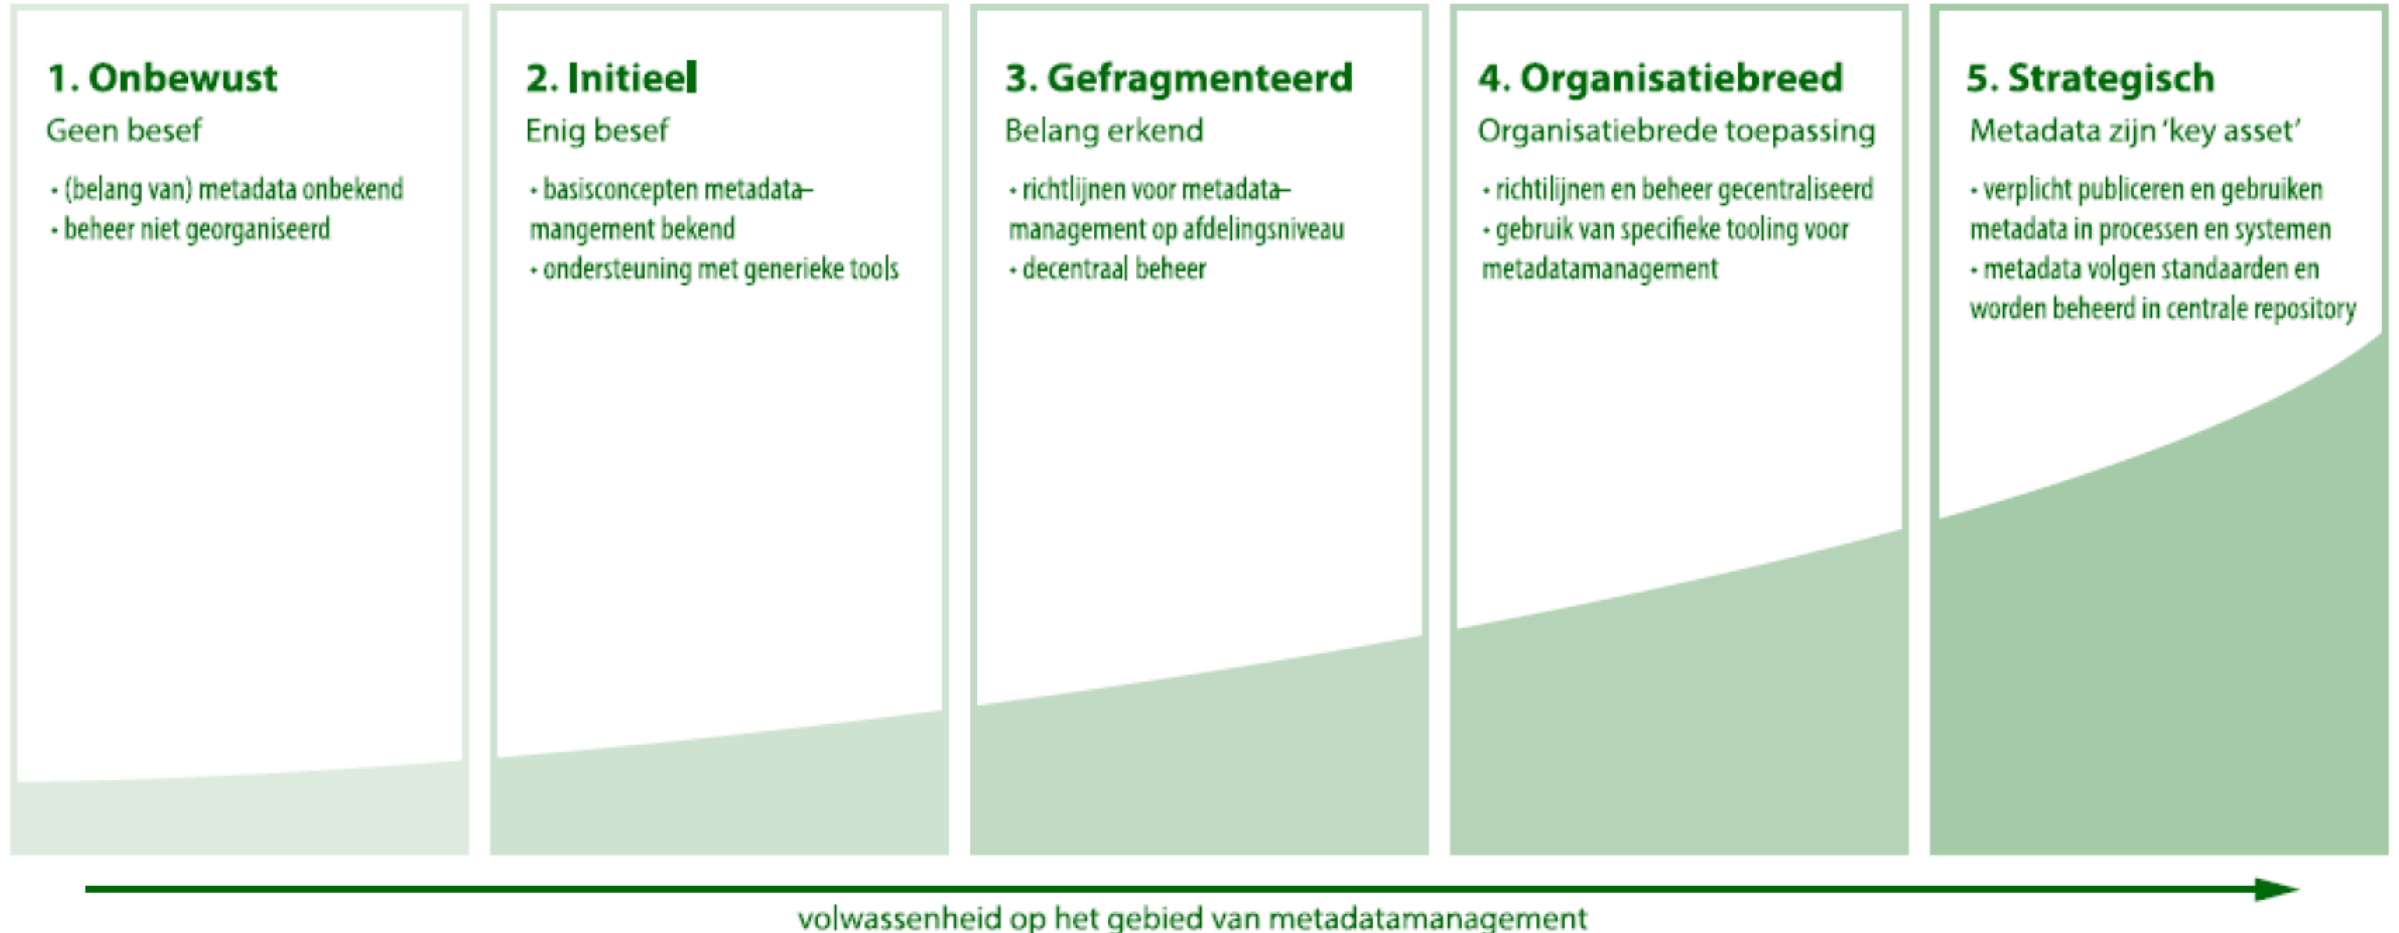 1. Onbewust
Geen besef
• (belang van) metadata onbekend
• beheer niet georganiseerd
2. Initieel
Enig besef
• basisconcepten metadata-
mangement bekend
• ondersteuning met generieke tools
3. Gefragmenteerd
Belang erkend
• richtlijnen voor metadata-
management op afdelingsniveau
• decentraal beheer
4. Organisatiebreed
Organisatiebrede toepassing
• richtilijnen en beheer gecentraliseerd
• gebruik van specifieke tooling voor
metadatamanagement
5. Strategisch
Metadata zijn ‘key asset’
• verplicht publiceren en gebruiken
metadata in processen en systemen
• metadata volgen standaarden en
worden beheerd in centrale repository
volwassenheid op het gebied van metadatamanagement